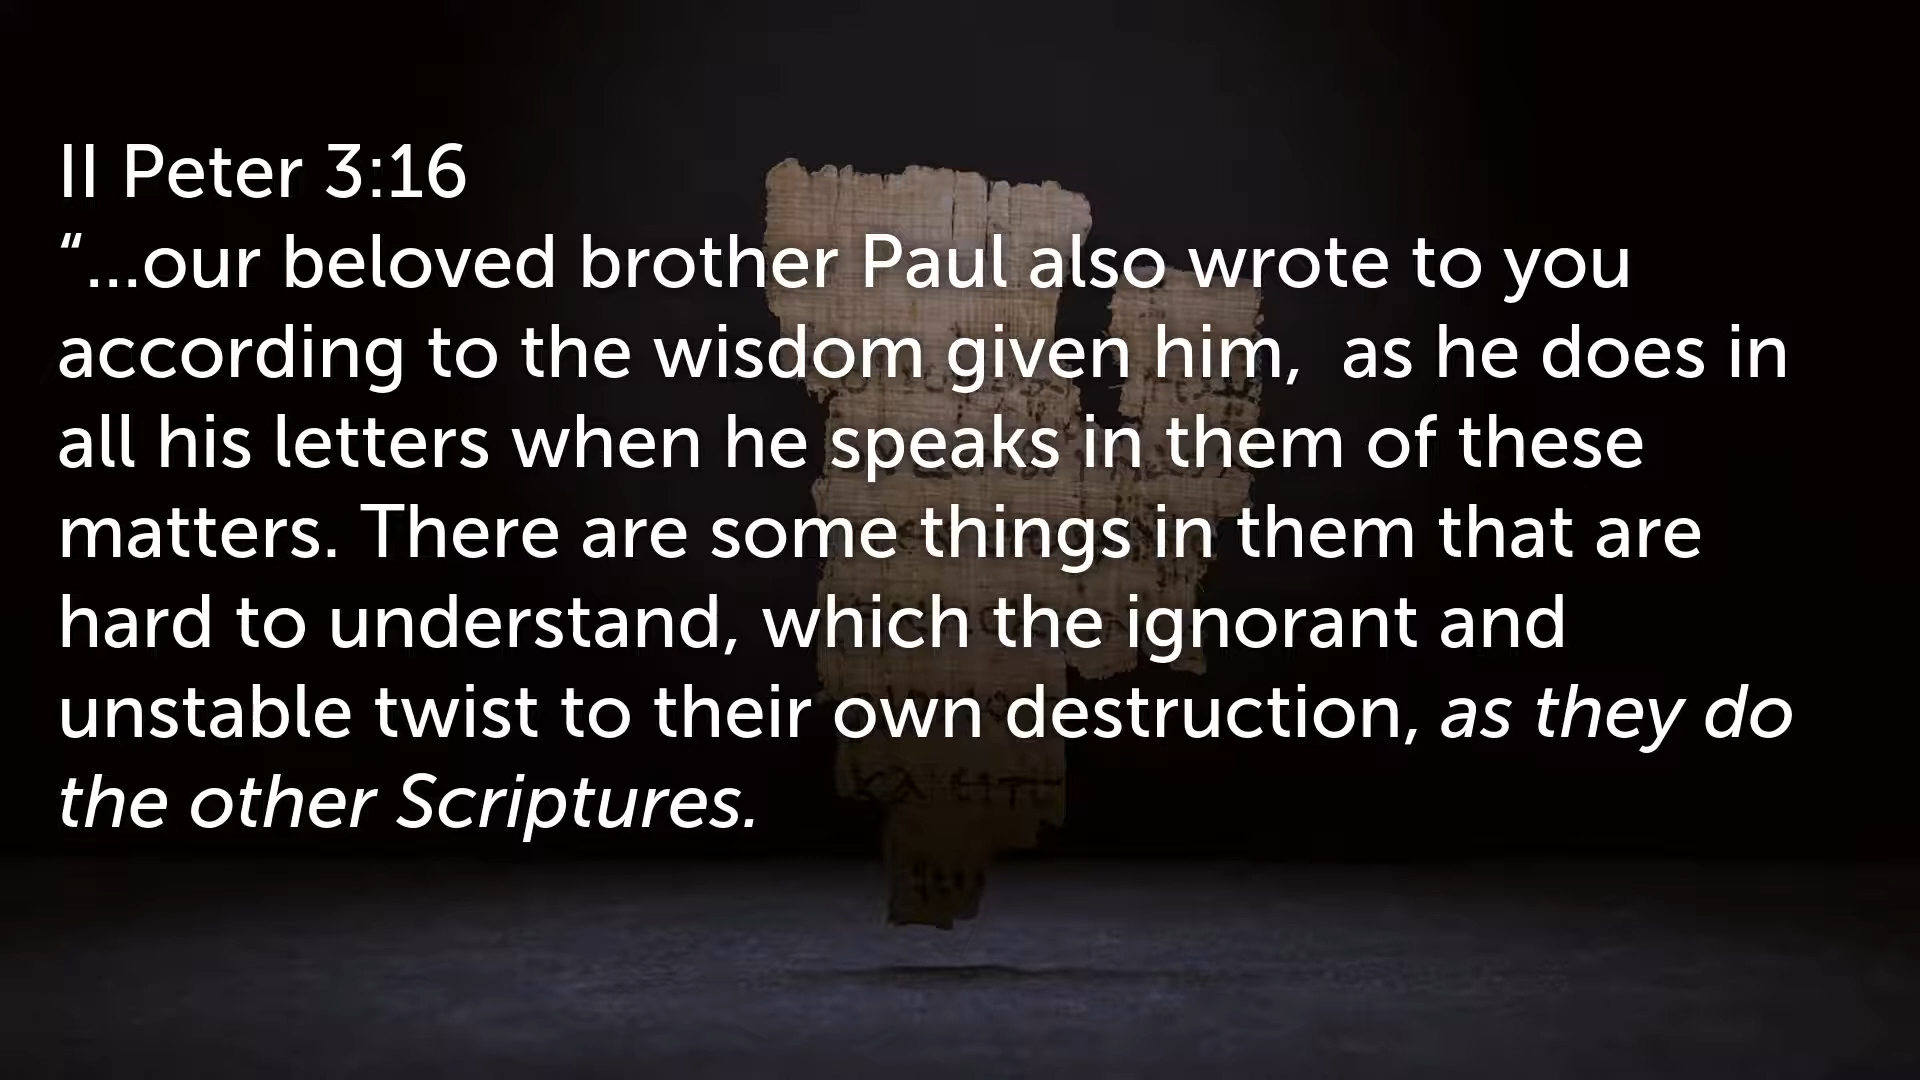 II Peter 3:16
“...our beloved brother Paul also wrote to you
according to the wisdom given him,  as he does in
all his letters when he speaks in them of these
matters. There are some things in them that are
hard to understand, which the ignorant and
unstable twist to their own destruction, as they do
the other Scriptures.